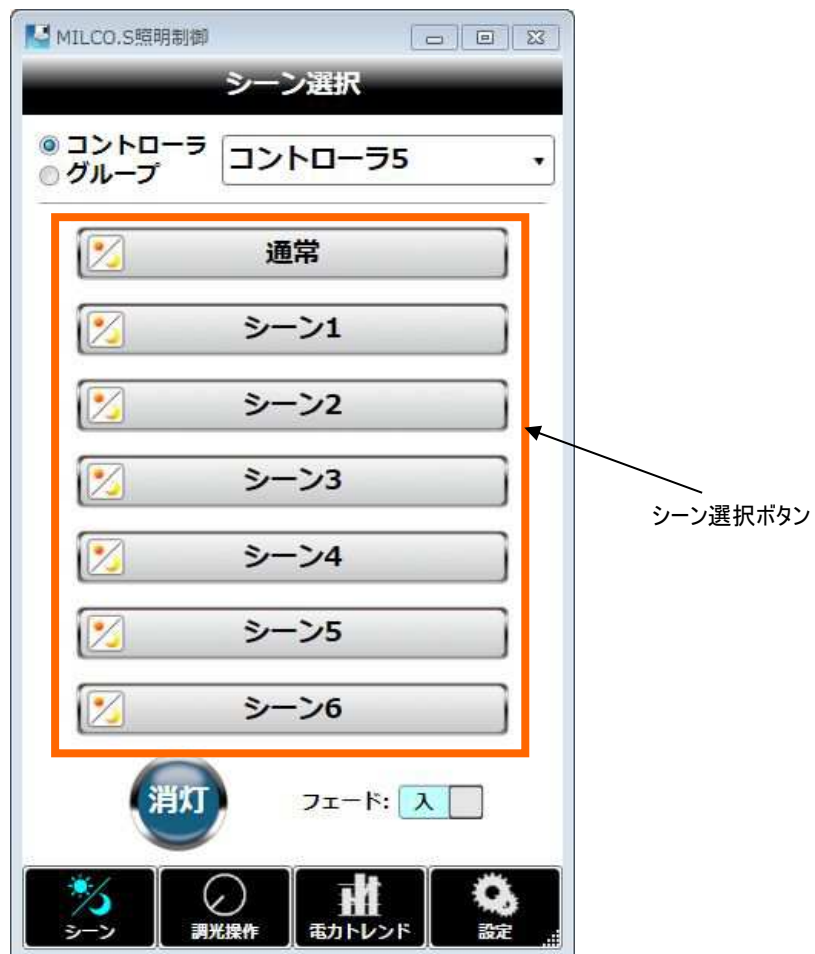 MILCO.S照明制御
シーン選択
コントローラ
グループ
コントローラ5
通常
シーン1
シーン2
シーン3
シーン4
シーン5
シーン6
シーン選択ボタン
消灯
フェード: 入
シーン
調光操作
電力トレンド
設定